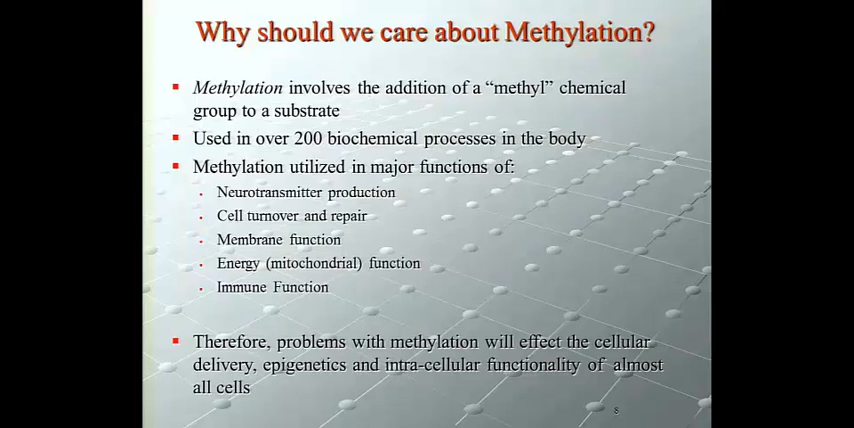 Why should we care about Methylation?
Methylation involves the addition of a “methyl” chemical
group to a substrate
Used in over 200 biochemical processes in the body
Methylation utilized in major functions of:
Neurotransmitter production
Cell turnover and repair
Membrane function
Energy (mitochondrial) function
Immune Function
Therefore, problems with methylation will effect the cellular
delivery, epigenetics and intra-cellular functionality of almost
all cells
8